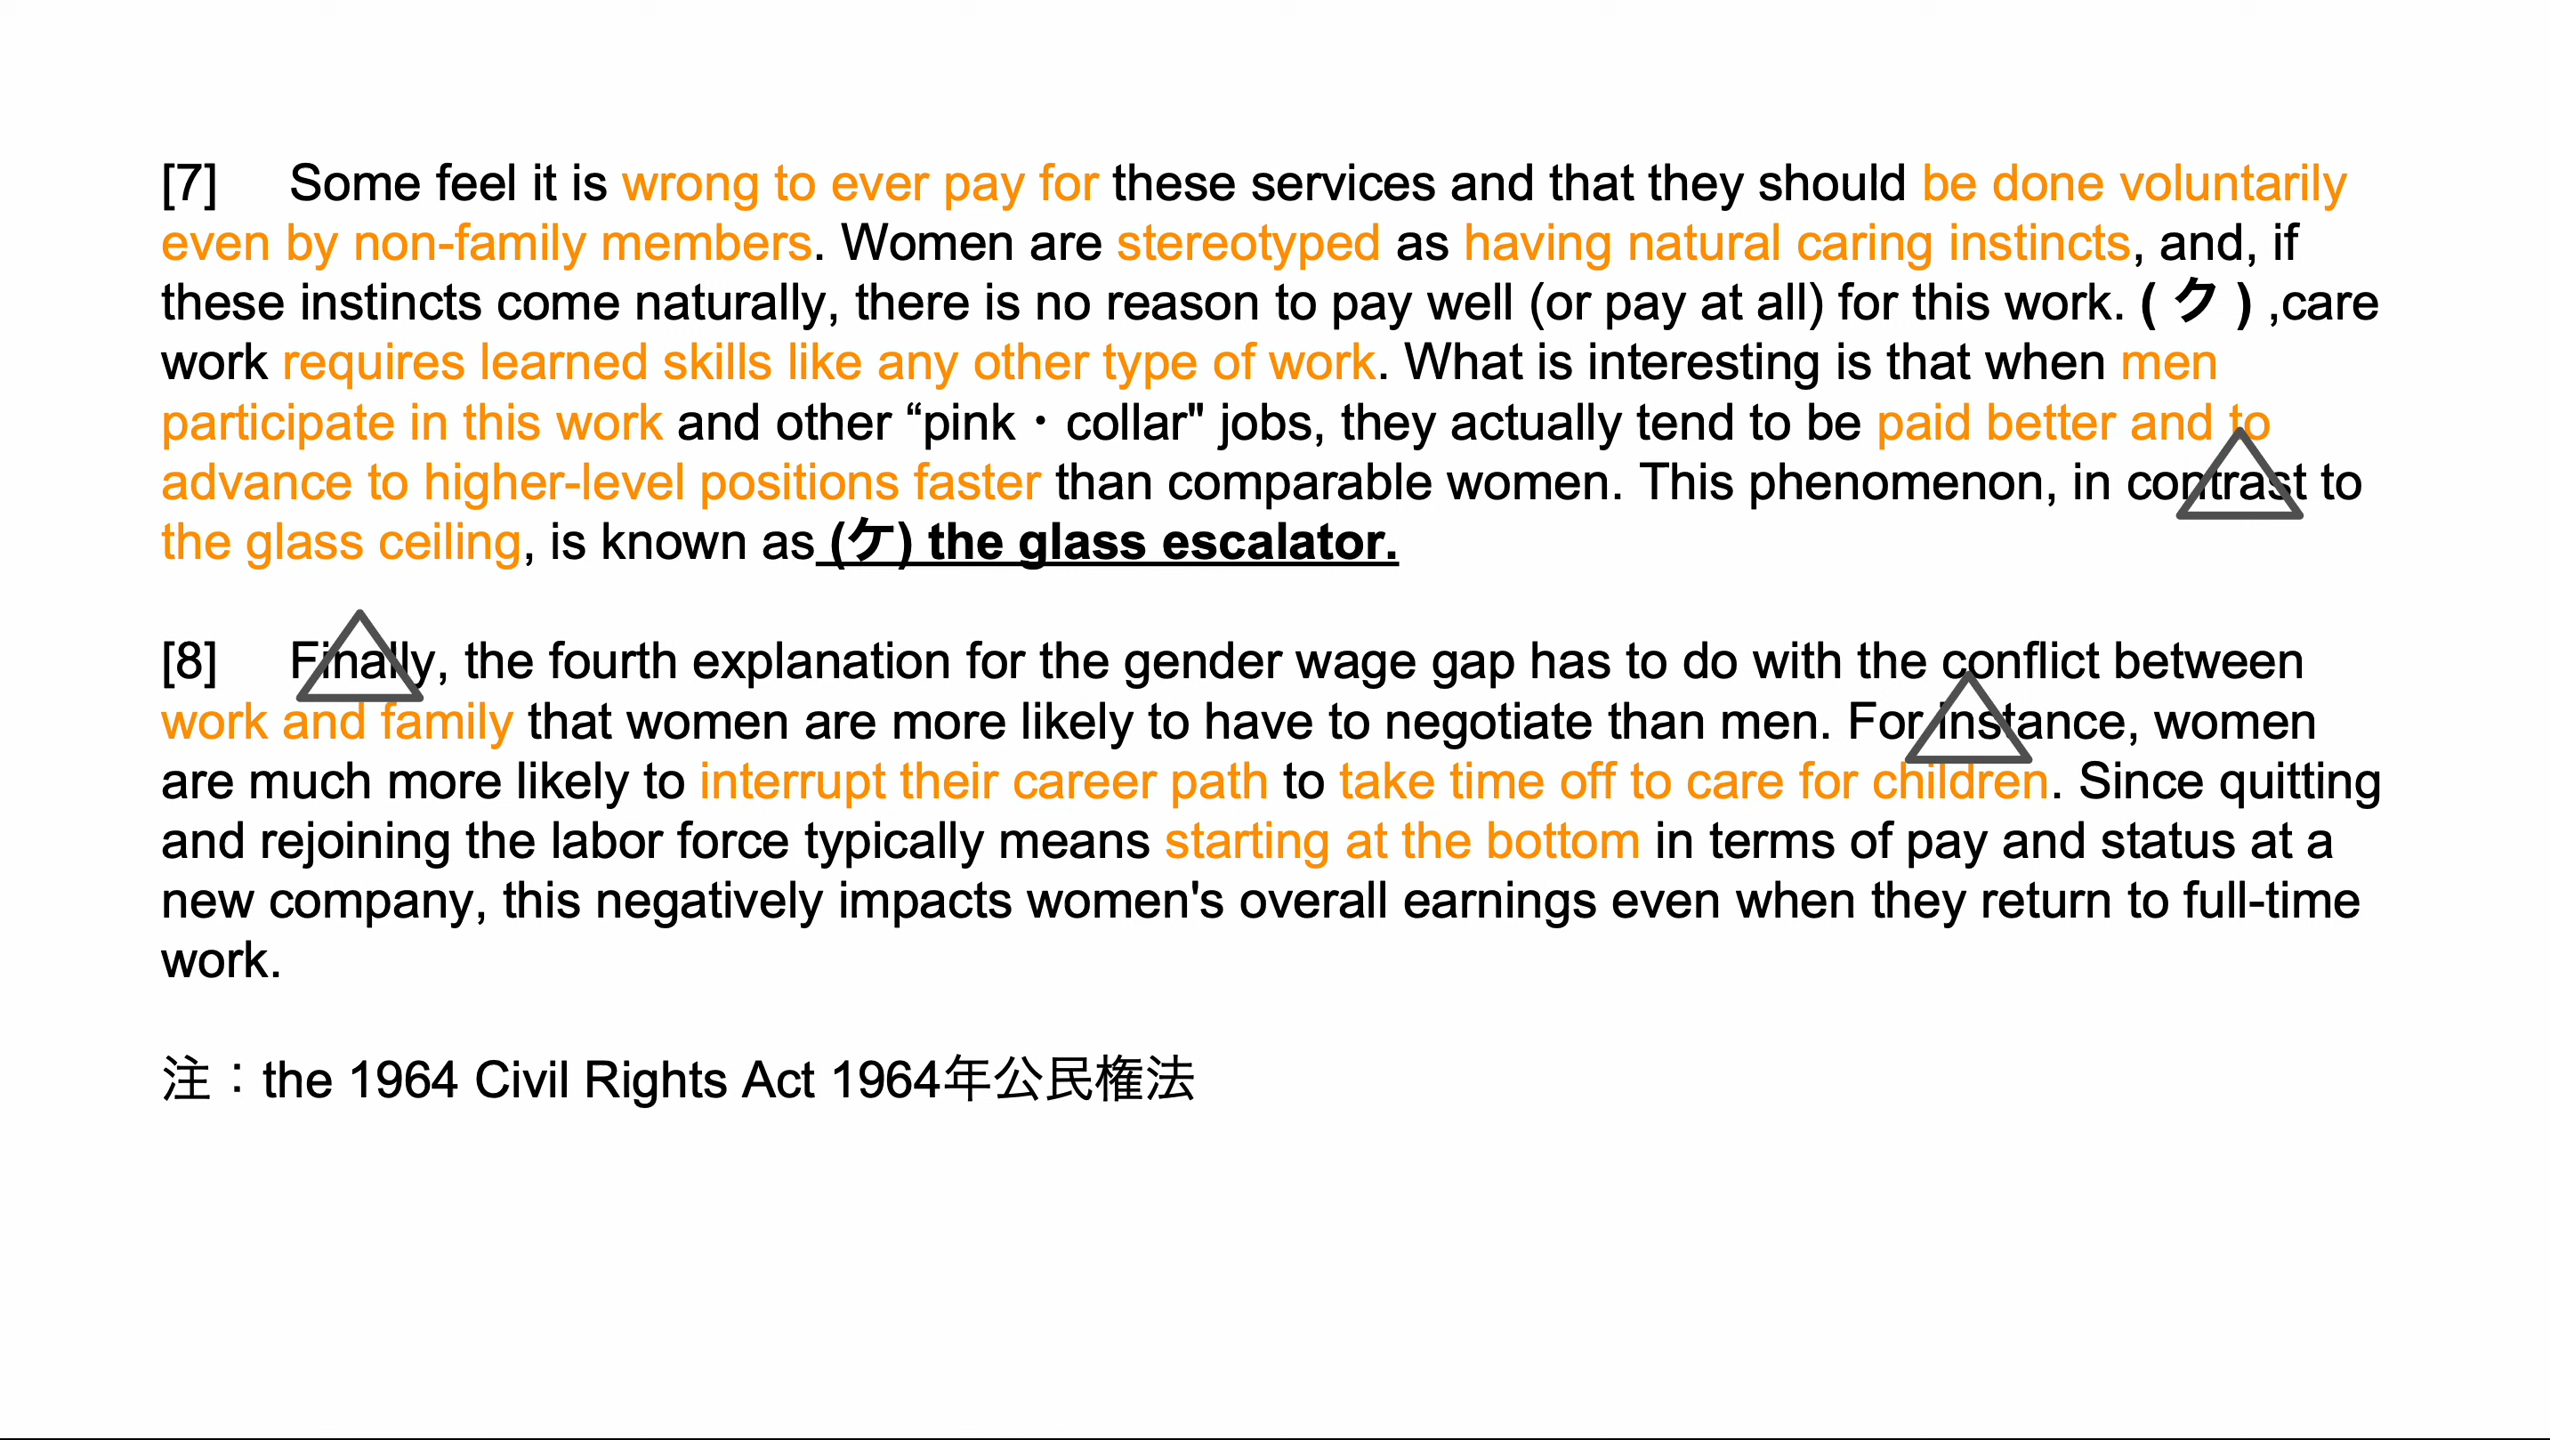 [7] Some feel it is wrong to ever pay for these services and that they should be done voluntarily
even by non-family members. Women are stereotyped as having natural caring instincts, and, if
these instincts come naturally, there is no reason to pay well (or pay at all) for this work. ( ク ) ,care
work requires learned skills like any other type of work. What is interesting is that when men
participate in this work and other “pink・collar" jobs, they actually tend to be paid better and to
advance to higher-level positions faster than comparable women. This phenomenon, in contrast to
the glass ceiling, is known as (ケ) the glass escalator.
[8] Finally, the fourth explanation for the gender wage gap has to do with the conflict between
work and family that women are more likely to have to negotiate than men. For instance, women
are much more likely to interrupt their career path to take time off to care for children. Since quitting
and rejoining the labor force typically means starting at the bottom in terms of pay and status at a
new company, this negatively impacts women's overall earnings even when they return to full-time
work.
注：the 1964 Civil Rights Act 1964年公民権法